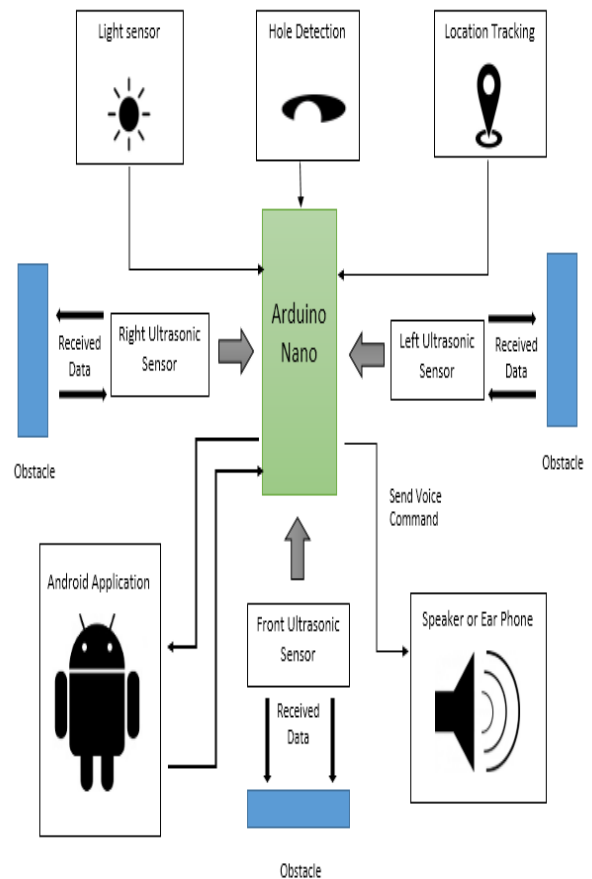 Light sensor
Hole Detection
Location Tracking
Arduino
Nano
Right Ultrasonic
Sensor
Received
Data
Obstacle
Left Ultrasonic
Sensor
Received
Data
Obstacle
Send Voice
Command
Android Application
Front Ultrasonic
Sensor
Received
Data
Obstacle
Speaker or Ear Phone